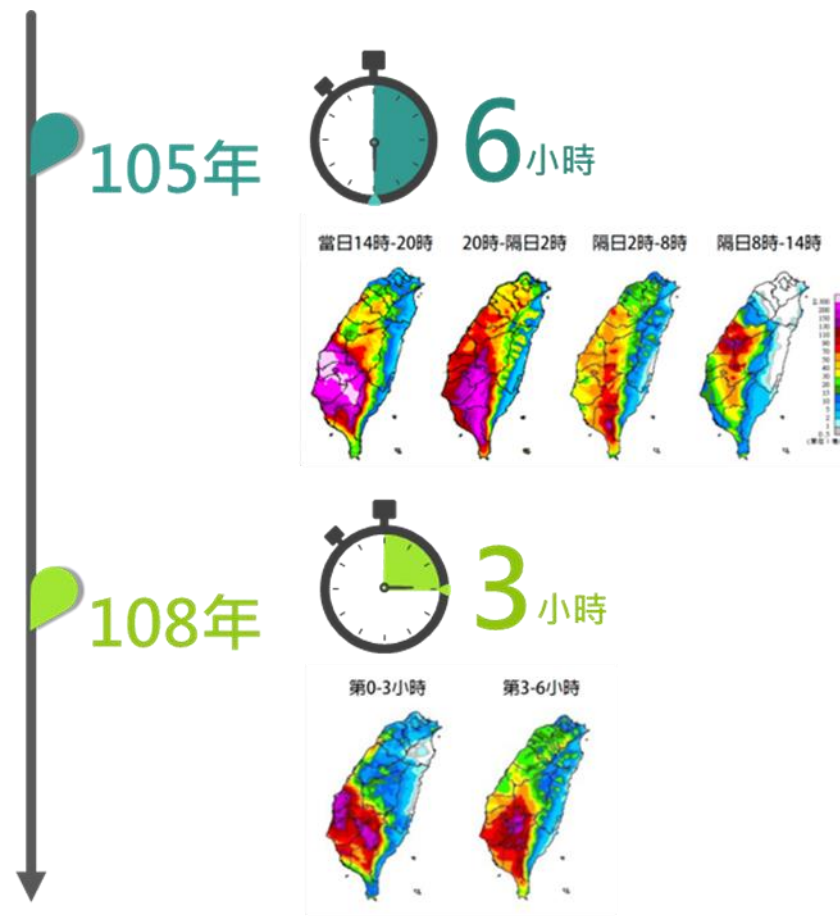 105年
6小時
當日14時-20時 20時-隔日2時 隔日2時-8時 隔日8時-14時
108年
3小時
第0-3小時 第3-6小時